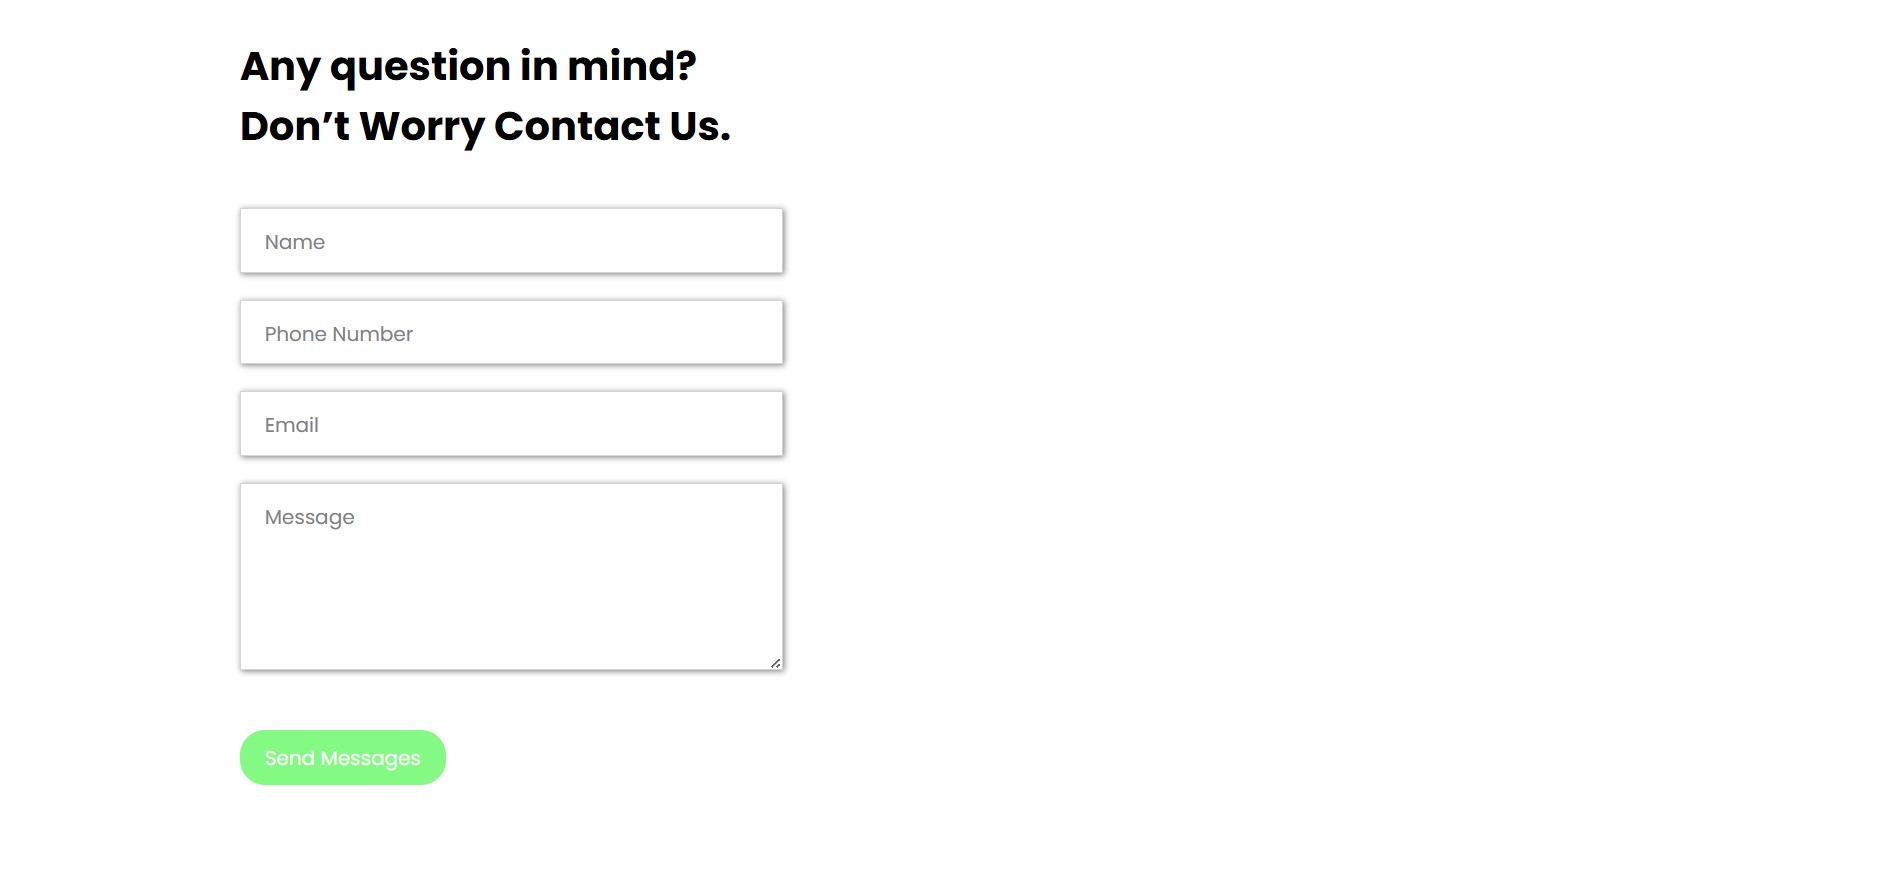 Any question in mind?
Don’t Worry Contact Us.
Name
Phone Number
Email
Message
Send Messages